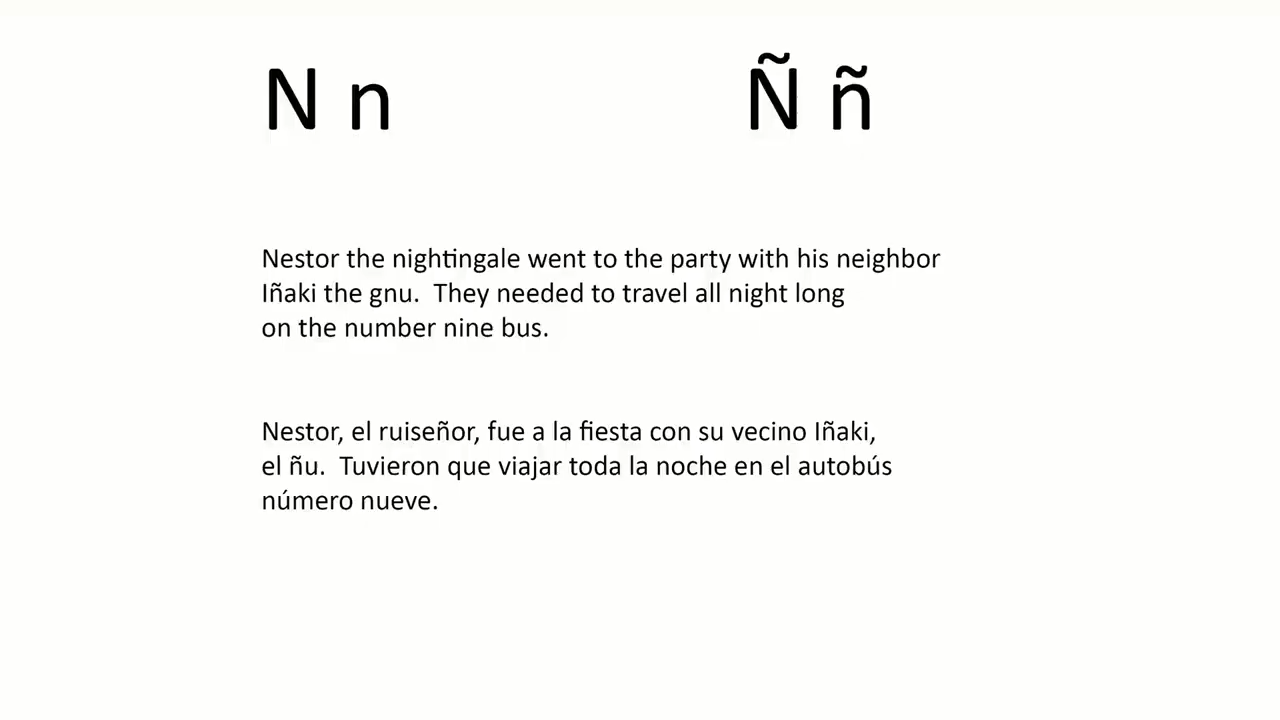 N n Ñ ñ
Nestor the nightingale went to the party with his neighbor
Iñaki the gnu.  They needed to travel all night long
on the number nine bus.
Nestor, el ruiseñor, fue a la fiesta con su vecino Iñaki,
el ñu.  Tuvieron que viajar toda la noche en el autobús
número nueve.